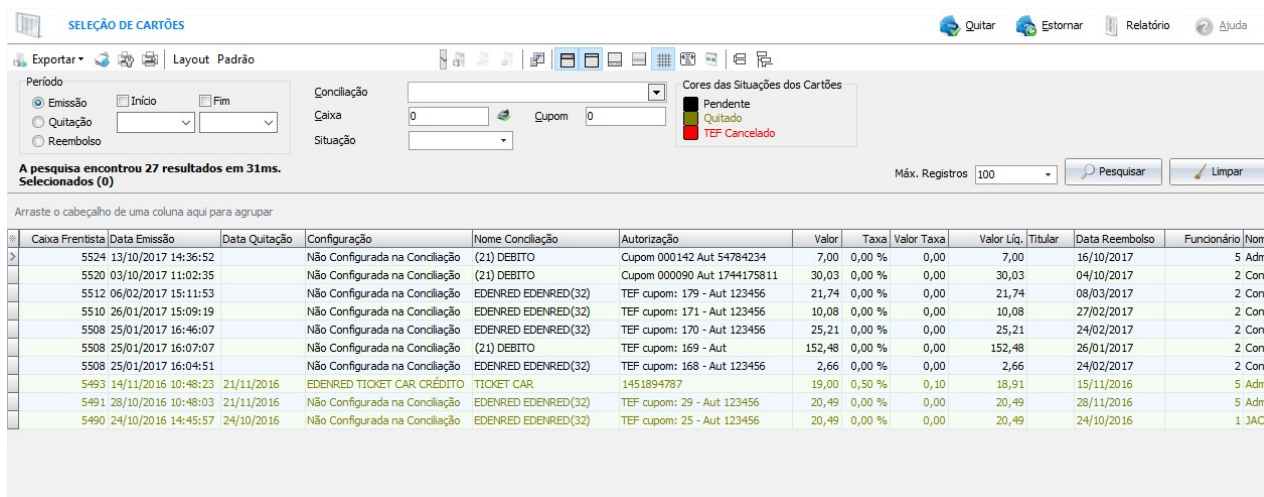 SELEÇÃO DE CARTÕES Quitar Estornar Relatório Ajuda
Exportar Layout Padrão
Período
Emissão Início Fim
Quitação
Reembolso
Conciliação
Caixa 0 Cupom 0
Situação
Cores das Situações dos Cartões
Pendente
Quitado
TEF Cancelado
A pesquisa encontrou 27 resultados em 31ms.
Selecionados (0)
Máx. Registros 100 Pesquisar Limpar
Arraste o cabeçalho de uma coluna aqui para agrupar
Caixa Frentista Data Emissão Data Quitação Configuração Nome Conciliação Autorização Valor Taxa Valor Taxa Valor Líq. Titular Data Reembolso Funcionário Nom
5524 13/10/2017 14:36:52 Não Configurada na Conciliação (21) DEBITO Cupom 000142 Aut 54784234 7,00 0,00 % 0,00 7,00 16/10/2017 5 Adm
5520 03/10/2017 11:02:35 Não Configurada na Conciliação (21) DEBITO Cupom 000090 Aut 1744175811 30,03 0,00 % 0,00 30,03 04/10/2017 2 Con
5512 06/02/2017 15:11:53 Não Configurada na Conciliação EDENRED EDENRED(32) TEF cupom: 179 - Aut 123456 21,74 0,00 % 0,00 21,74 08/03/2017 2 Con
5510 26/01/2017 15:09:19 Não Configurada na Conciliação EDENRED EDENRED(32) TEF cupom: 171 - Aut 123456 10,08 0,00 % 0,00 10,08 27/02/2017 2 Con
5508 25/01/2017 16:46:07 Não Configurada na Conciliação EDENRED EDENRED(32) TEF cupom: 170 - Aut 123456 25,21 0,00 % 0,00 25,21 24/02/2017 2 Con
5508 25/01/2017 16:07:07 Não Configurada na Conciliação (21) DEBITO TEF cupom: 169 - Aut 152,48 0,00 % 0,00 152,48 26/01/2017 2 Con
5508 25/01/2017 16:04:51 Não Configurada na Conciliação EDENRED EDENRED(32) TEF cupom: 168 - Aut 123456 2,66 0,00 % 0,00 2,66 24/02/2017 2 Con
5493 14/11/2016 10:48:23 21/11/2016 EDENRED TICKET CAR CRÉDITO TICKET CAR 1451894787 19,00 0,50 % 0,10 18,91 15/11/2016 5 Adm
5491 28/10/2016 10:48:03 21/11/2016 Não Configurada na Conciliação EDENRED EDENRED(32) TEF cupom: 29 - Aut 123456 20,49 0,00 % 0,00 20,49 28/11/2016 5 Adm
5490 24/10/2016 14:45:57 24/10/2016 Não Configurada na Conciliação EDENRED EDENRED(32) TEF cupom: 25 - Aut 123456 20,49 0,00 % 0,00 20,49 24/10/2016 1 JAC